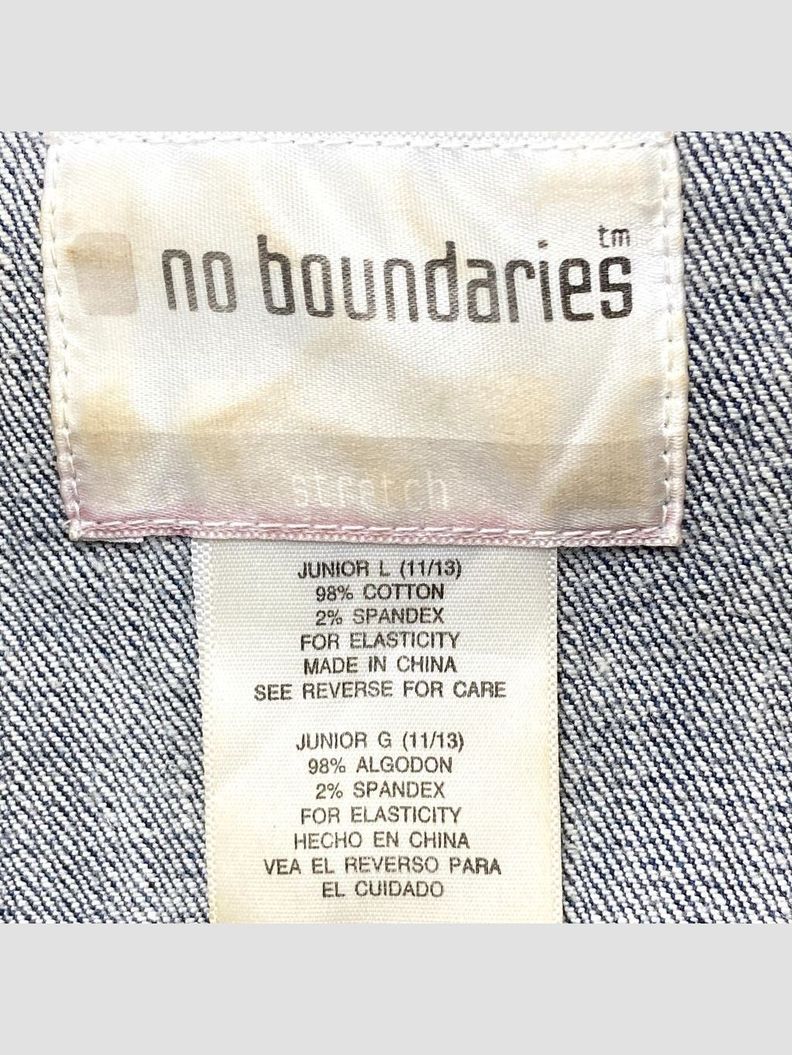 no boundaries tm
stretch
JUNIOR L (11/13)
98% COTTON
2% SPANDEX
FOR ELASTICITY
MADE IN CHINA
SEE REVERSE FOR CARE
JUNIOR G (11/13)
98% ALGODON
2% SPANDEX
FOR ELASTICITY
HECHO EN CHINA
VEA EL REVERSO PARA
EL CUIDADO